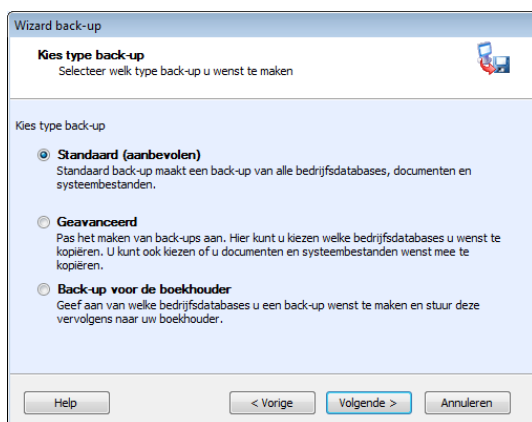 Wizard back-up
Kies type back-up
Selecteer welk type back-up u wenst te maken
Kies type back-up
Standaard (aanbevolen)
Standaard back-up maakt een back-up van alle bedrijfsdatabases, documenten en
systeembestanden.
Geavanceerd
Pas het maken van back-ups aan. Hier kunt u kiezen welke bedrijfsdatabases u wenst te
kopiëren. U kunt ook kiezen of u documenten en systeembestanden wenst mee te
kopiëren.
Back-up voor de boekhouder
Geef aan van welke bedrijfsdatabases u een back-up wenst te maken en stuur deze
vervolgens naar uw boekhouder.
Help
< Vorige
Volgende >
Annuleren